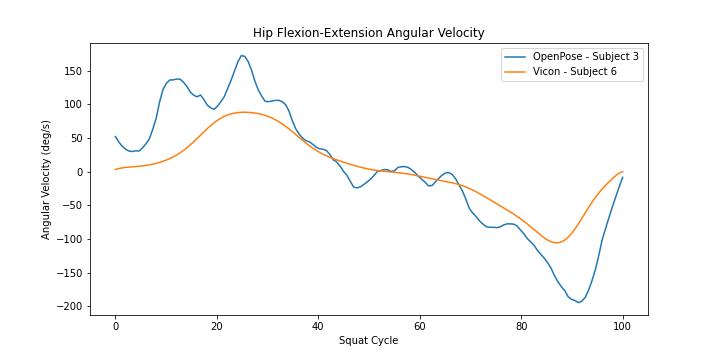 Hip Flexion-Extension Angular Velocity
OpenPose - Subject 3
Vicon - Subject 6
Angular Velocity (deg/s)
150
100
50
0
−50
−100
−150
−200
0 20 40 60 80 100
Squat Cycle